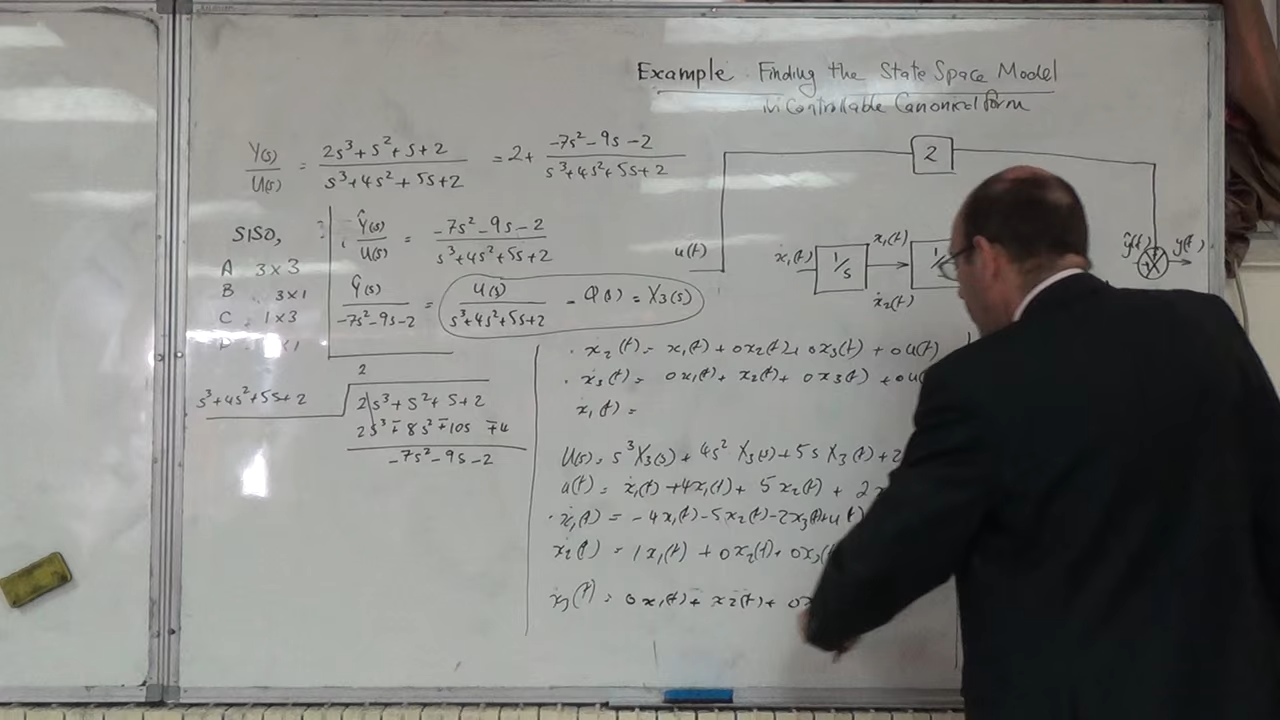 Example. Finding the State Space Model
in Controllable Canonical form
Y(s)/U(s) = (2s³+s²+s+2)/(s³+4s²+5s+2) = 2+ (-7s²-9s-2)/(s³+4s²+5s+2)
2
SISO,
A 3×3
B 3×1
C 1×3
×1
Ŷ(s)/U(s) = (-7s²-9s-2)/(s³+4s²+5s+2)
Ŷ(s)/(-7s²-9s-2) = U(s)/(s³+4s²+5s+2) = Q(s) = X₃(s)
u(t)
ẋ₁(t) 1/s x₁(t) 1/
ẋ₂(t)
ŷ(t) y(t)
2
s³+4s²+5s+2
2s³+s²+s+2
2s³∓8s²∓10s∓4
-7s²-9s-2
. ẋ₂(t) = x₁(t) + 0x₂(t) + 0x₃(t) + 0u(t)
. ẋ₃(t) = 0x₁(t) + x₂(t) + 0x₃(t) + 0u(
ẋ₁(t) =
U(s) = s³X₃(s) + 4s²X₃(s) + 5sX₃(t) + 2
u(t) = ẋ₁(t) + 4x₁(t) + 5x₂(t) + 2x
. ẋ₁(t) = -4x₁(t) - 5x₂(t) - 2x₃(t) + u(t)
ẋ₂(t) = 1x₁(t) + 0x₂(t) + 0x₃(t
ẋ₃(t) = 0x₁(t) + x₂(t) + 0x